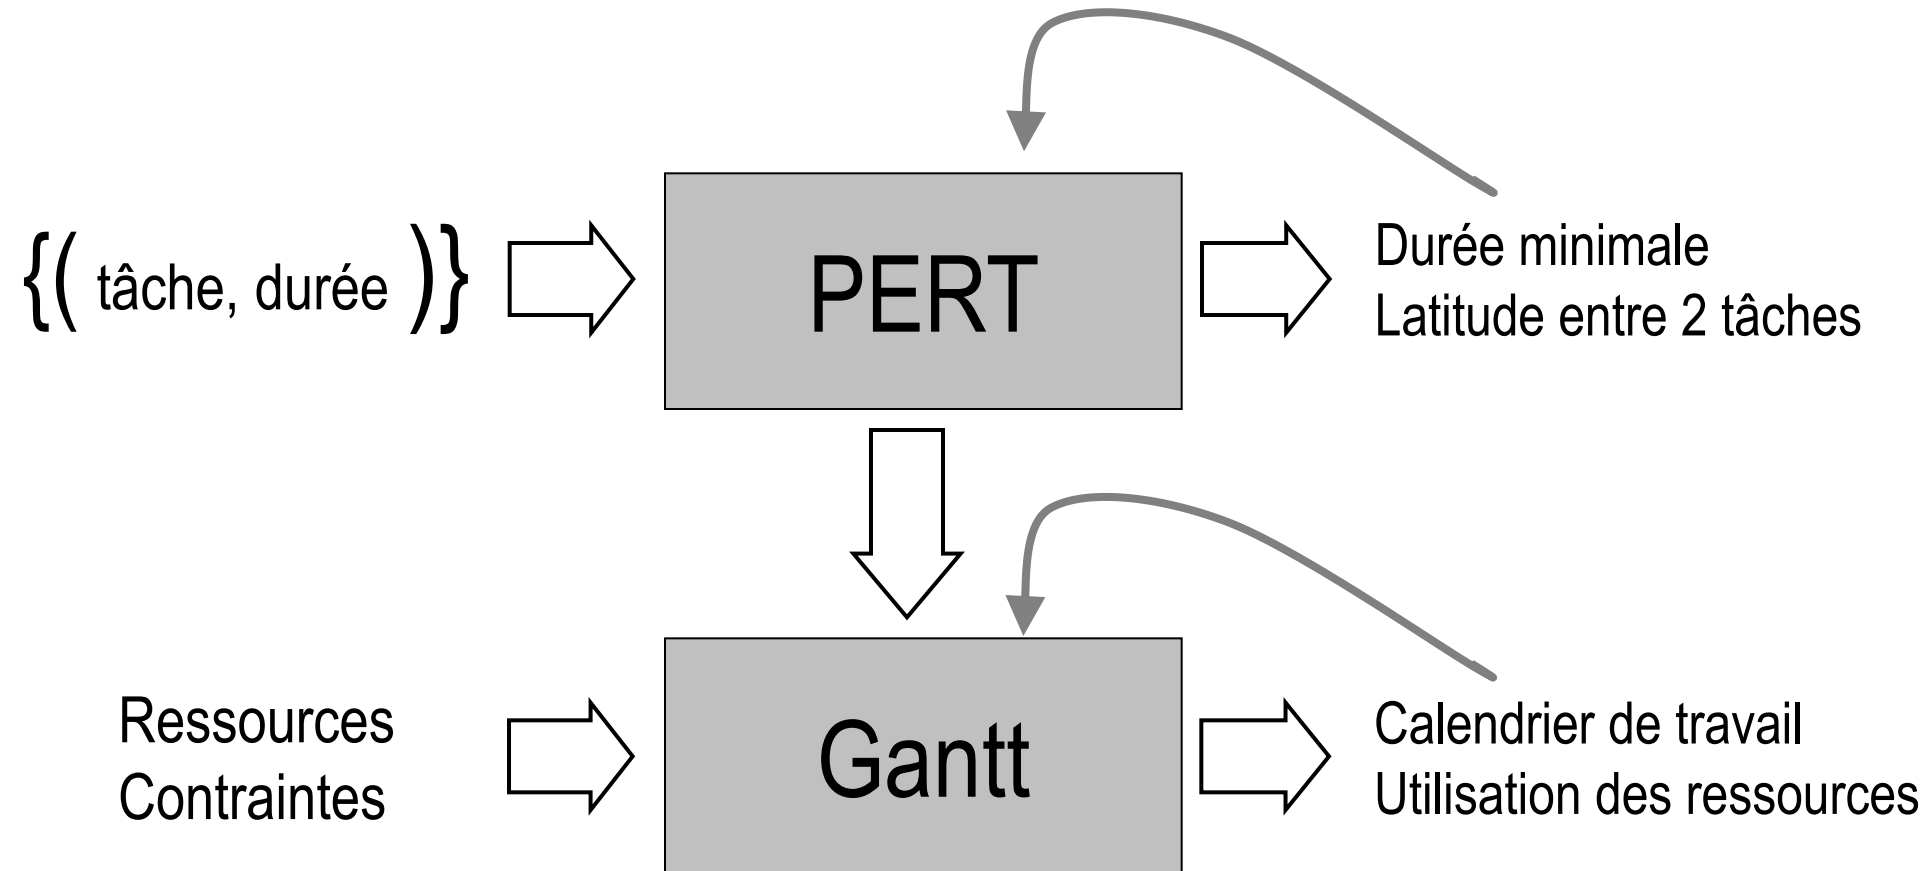 {( tâche, durée )}
PERT
Durée minimale
Latitude entre 2 tâches
Ressources
Contraintes
Gantt
Calendrier de travail
Utilisation des ressources